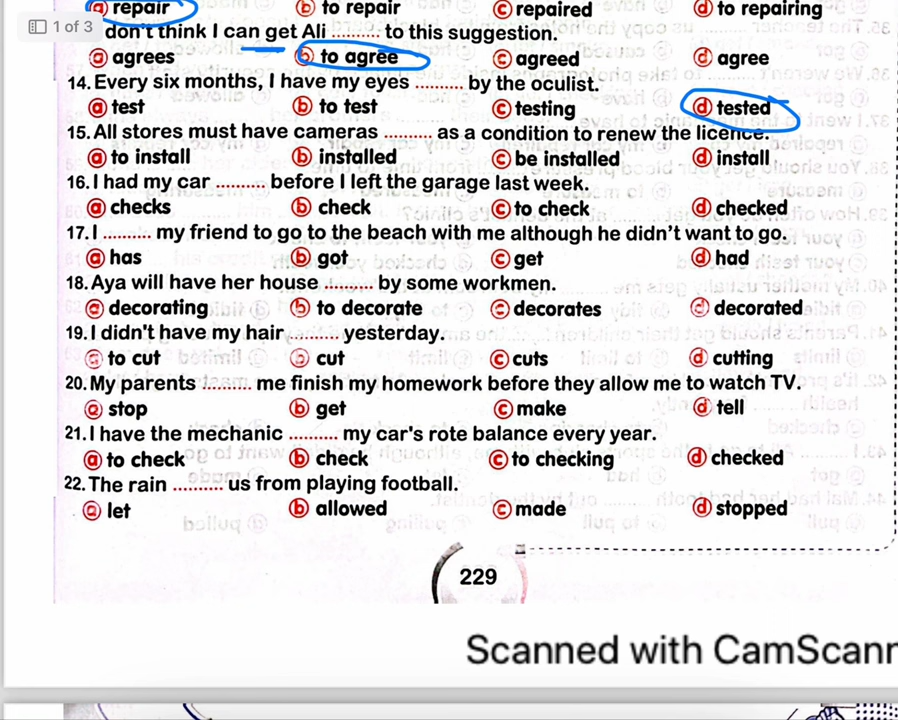 a repair b to repair c repaired d to repairing
1 of 3
don't think I can get Ali .......... to this suggestion.
a agrees b to agree c agreed d agree
14. Every six months, I have my eyes .......... by the oculist.
a test b to test c testing d tested
15. All stores must have cameras .......... as a condition to renew the licence.
a to install b installed c be installed d install
16. I had my car .......... before I left the garage last week.
a checks b check c to check d checked
17. I .......... my friend to go to the beach with me although he didn't want to go.
a has b got c get d had
18. Aya will have her house .......... by some workmen.
a decorating b to decorate c decorates d decorated
19. I didn't have my hair .......... yesterday.
a to cut b cut c cuts d cutting
20. My parents .......... me finish my homework before they allow me to watch TV.
a stop b get c make d tell
21. I have the mechanic .......... my car's rote balance every year.
a to check b check c to checking d checked
22. The rain .......... us from playing football.
a let b allowed c made d stopped
229
Scanned with CamScann